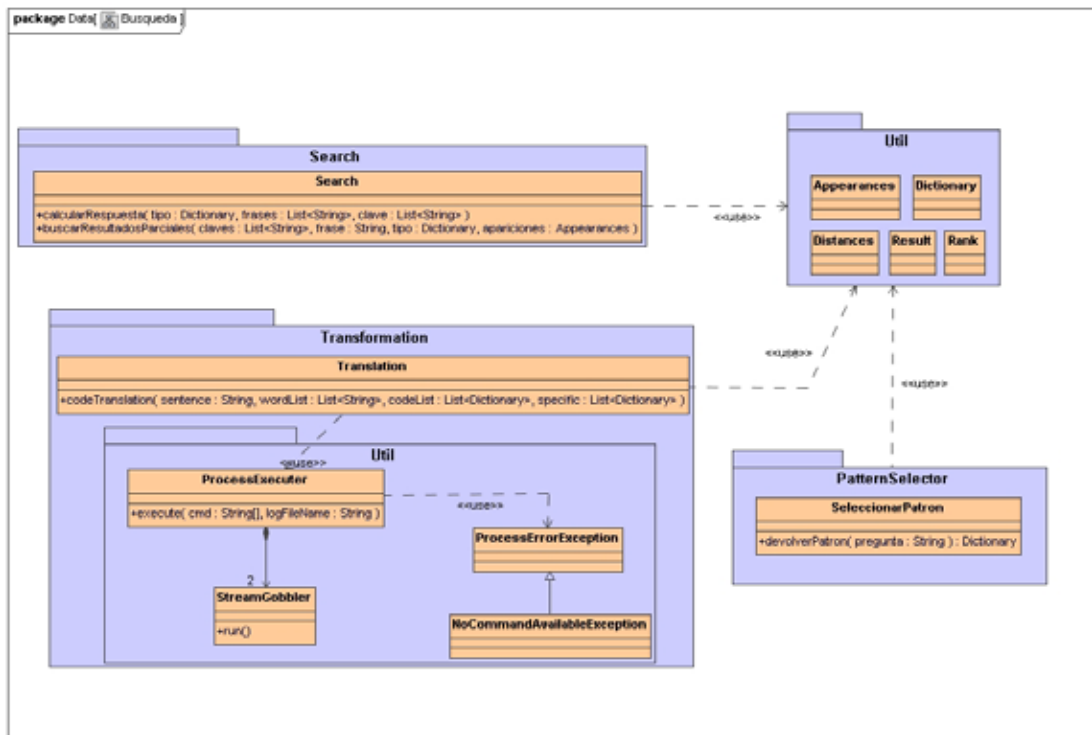 package Data[ Busqueda ]
Search
Search
+calcularRespuesta( tipo : Dictionary, frases : List<String>, clave : List<String> )
+buscarResultadosParciales( claves : List<String>, frase : String, tipo : Dictionary, apariciones : Appearances )
<<use>>
Util
Appearances
Dictionary
Distances
Result
Rank
Transformation
Translation
+codeTranslation( sentence : String, wordList : List<String>, codeList : List<Dictionary>, specific : List<Dictionary> )
<<use>>
<<use>>
Util
<<use>>
ProcessExecuter
+execute( cmd : String[], logFileName : String )
<<use>>
ProcessErrorException
2
StreamGobbler
+run()
NoCommandAvailableException
PatternSelector
SeleccionarPatron
+devolverPatron( pregunta : String ) : Dictionary